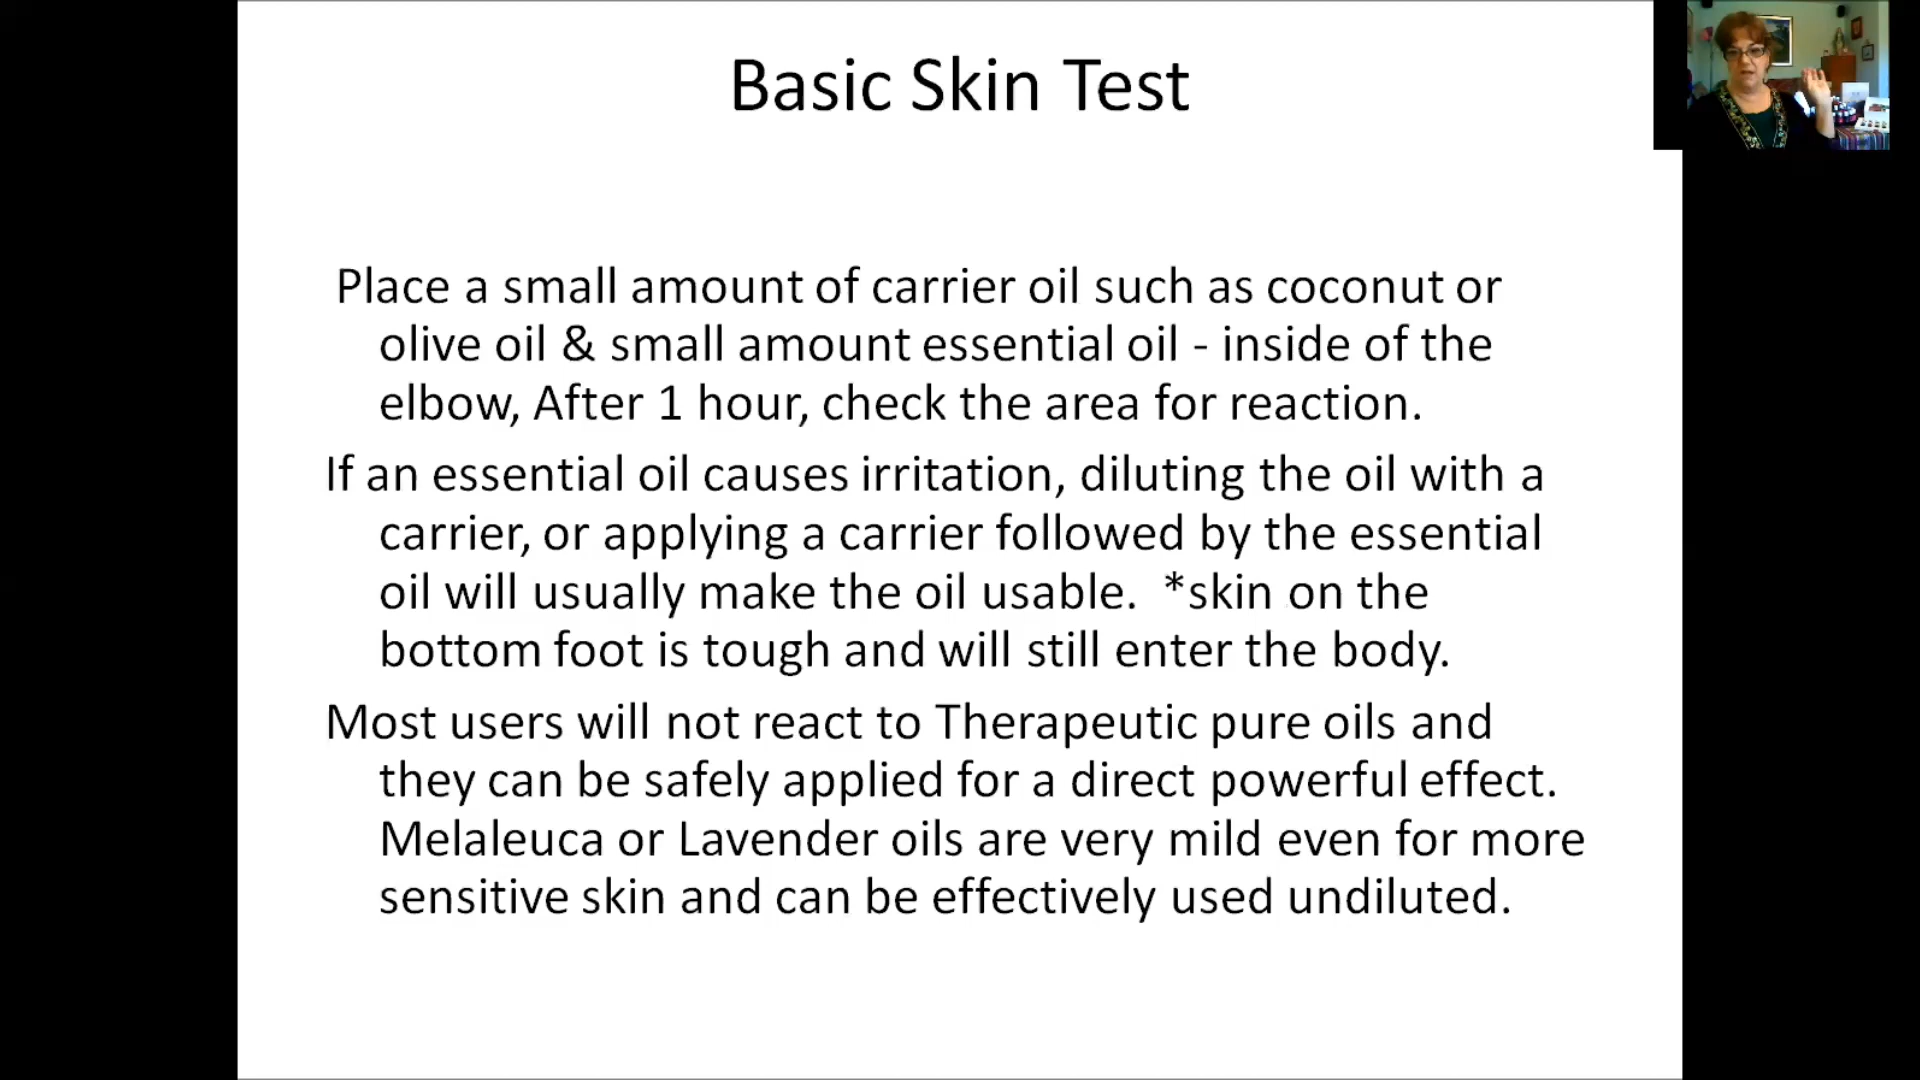 Basic Skin Test
Place a small amount of carrier oil such as coconut or
olive oil & small amount essential oil - inside of the
elbow, After 1 hour, check the area for reaction.
If an essential oil causes irritation, diluting the oil with a
carrier, or applying a carrier followed by the essential
oil will usually make the oil usable.  *skin on the
bottom foot is tough and will still enter the body.
Most users will not react to Therapeutic pure oils and
they can be safely applied for a direct powerful effect.
Melaleuca or Lavender oils are very mild even for more
sensitive skin and can be effectively used undiluted.